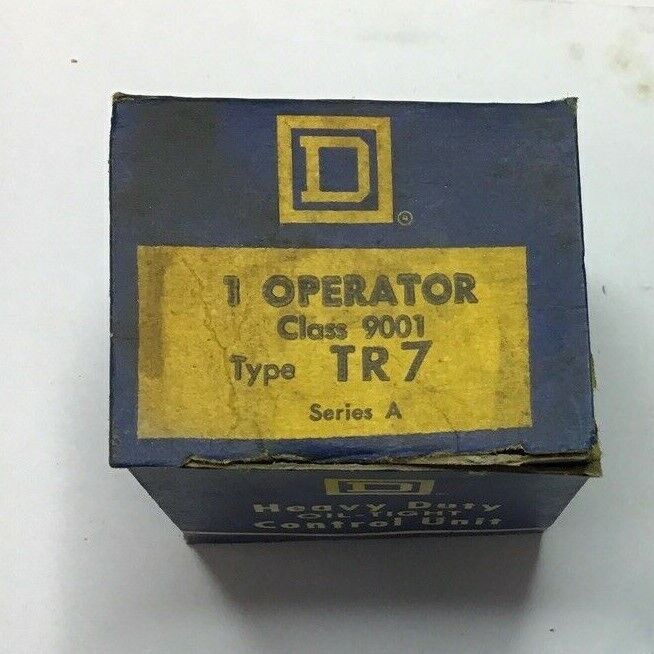 D
1 OPERATOR
Class 9001
Type TR7
Series A
D
Heavy Duty
OIL-TIGHT
Control Unit